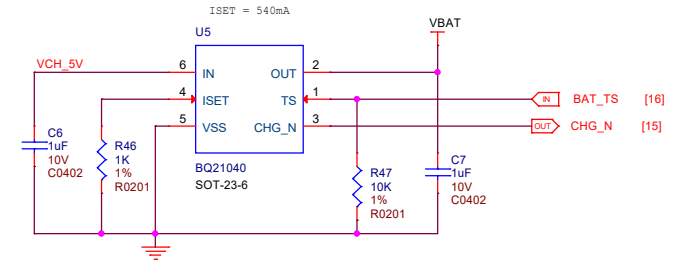 ISET = 540mA
U5
VBAT
VCH_5V
6 IN OUT 2
4 ISET TS 1
IN BAT_TS [16]
5 VSS CHG_N 3
OUT CHG_N [15]
C6
1uF
10V
C0402
R46
1K
1%
R0201
BQ21040
SOT-23-6
R47
10K
1%
R0201
C7
1uF
10V
C0402